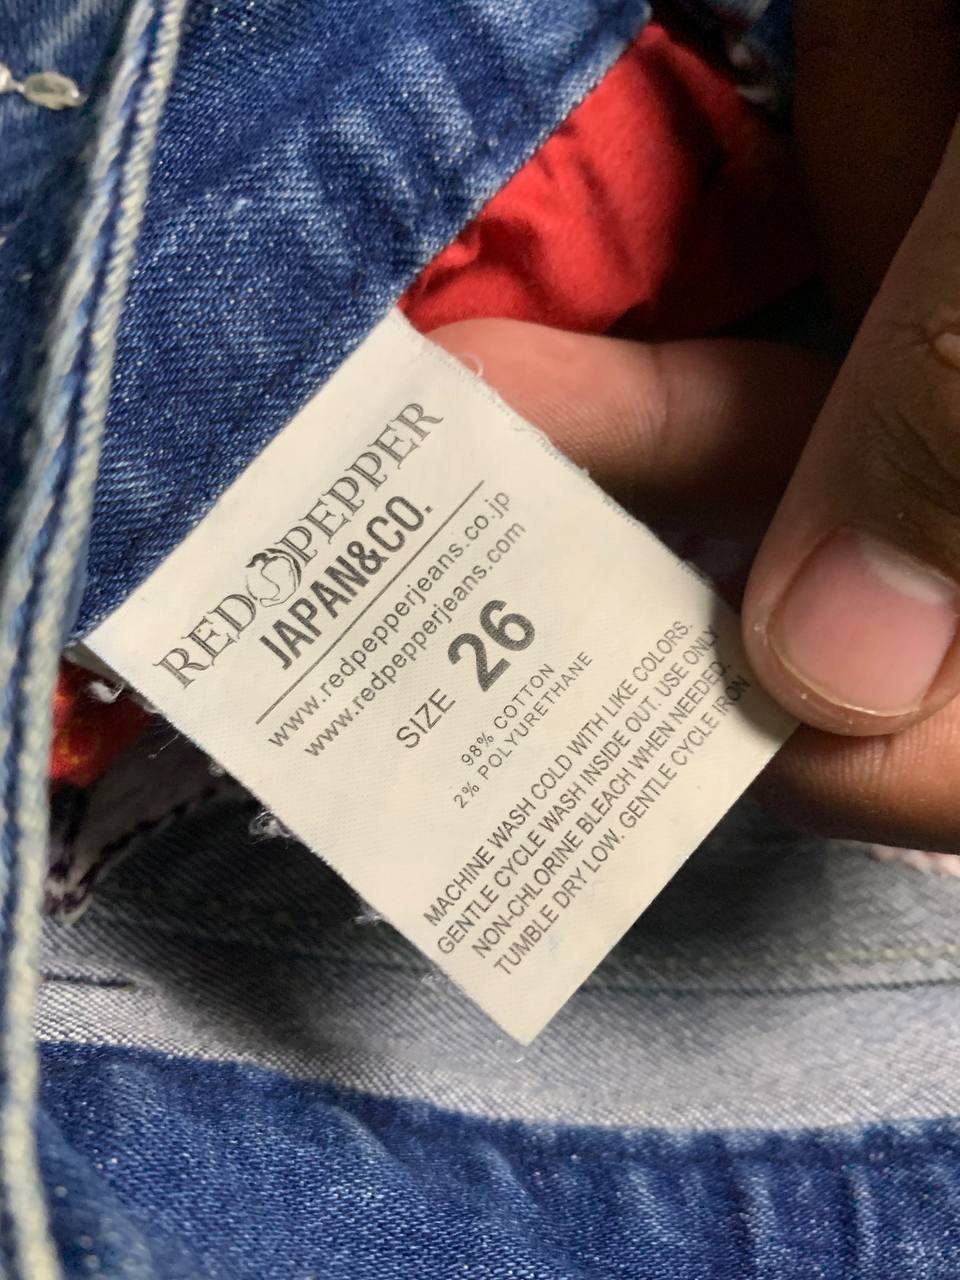 RED PEPPER
JAPAN&CO.
www.redpepperjeans.co.jp
www.redpepperjeans.com
SIZE 26
98% COTTON
2% POLYURETHANE
MACHINE WASH COLD WITH LIKE COLORS.
GENTLE CYCLE WASH INSIDE OUT. USE ONLY
NON-CHLORINE BLEACH WHEN NEEDED.
TUMBLE DRY LOW. GENTLE CYCLE IRON